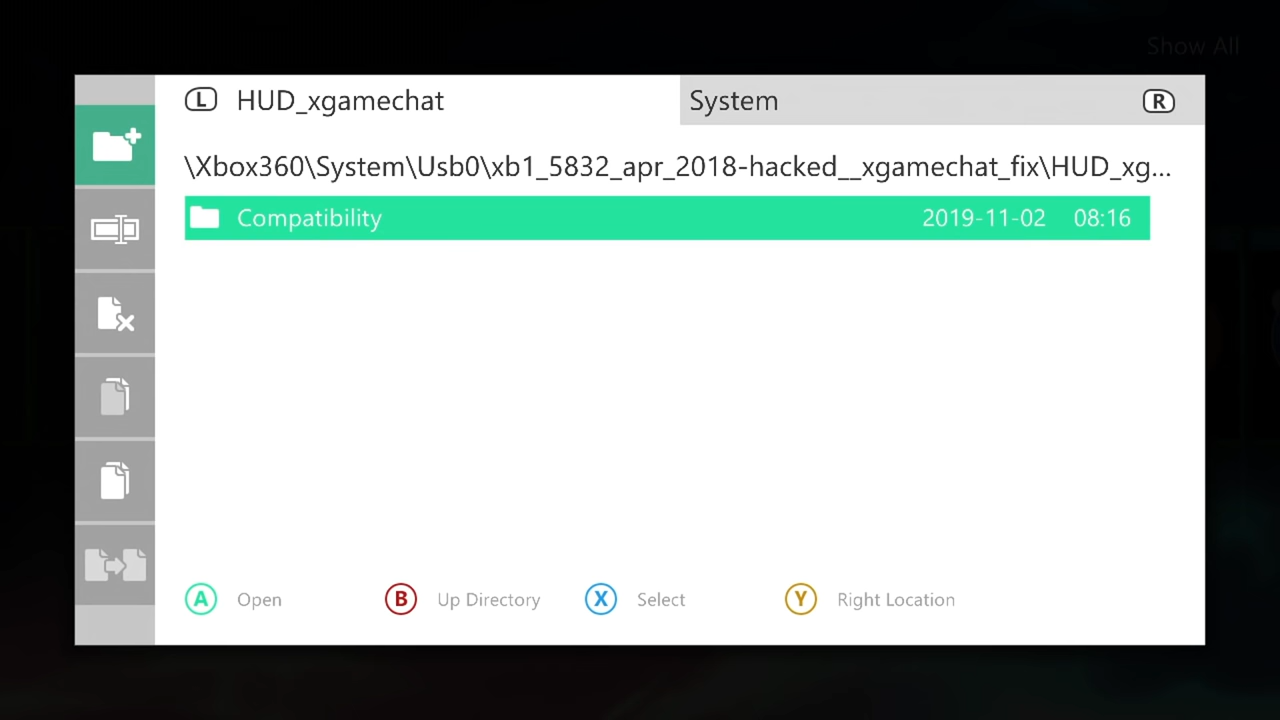 Show All
L HUD_xgamechat System R
\Xbox360\System\Usb0\xb1_5832_apr_2018-hacked__xgamechat_fix\HUD_xg...
Compatibility 2019-11-02 08:16
A Open B Up Directory X Select Y Right Location